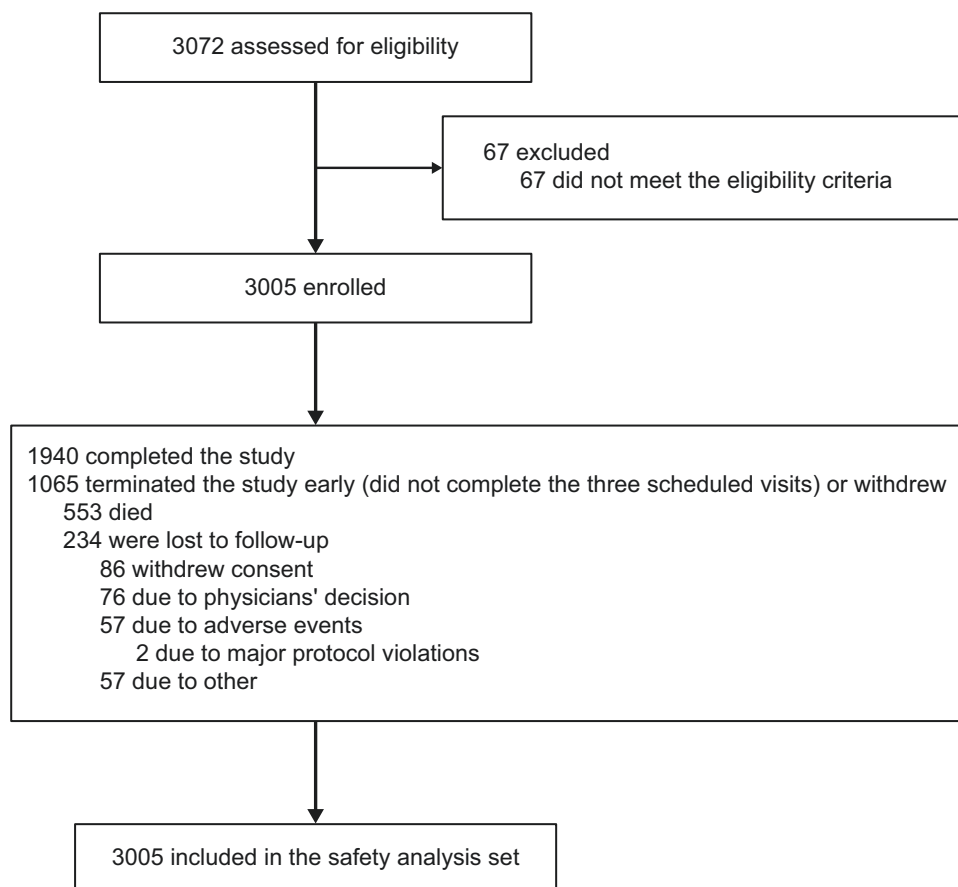 3072 assessed for eligibility
67 excluded
67 did not meet the eligibility criteria
3005 enrolled
1940 completed the study
1065 terminated the study early (did not complete the three scheduled visits) or withdrew
553 died
234 were lost to follow-up
86 withdrew consent
76 due to physicians' decision
57 due to adverse events
2 due to major protocol violations
57 due to other
3005 included in the safety analysis set